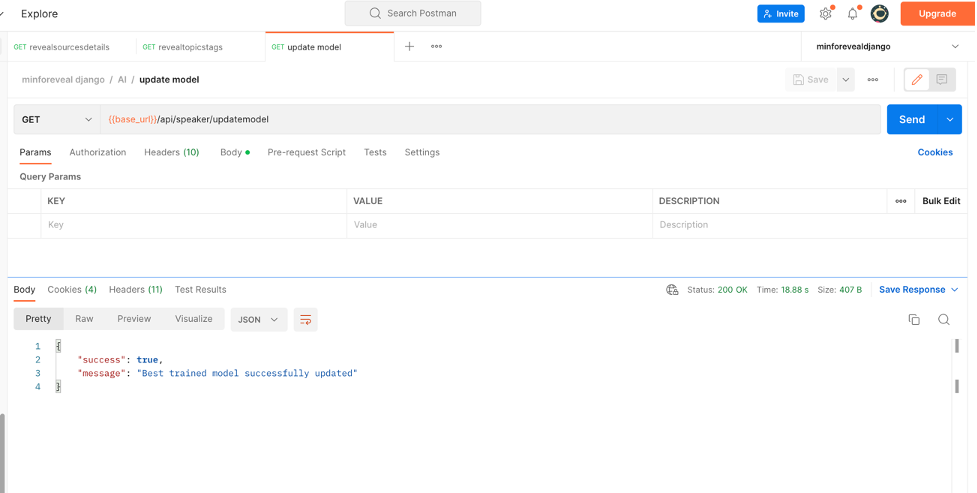 Explore
Search Postman
Invite
Upgrade
GET revealsourcesdetails
GET revealtopicstags
GET update model
minforevealdjango
minforeveal django / AI / update model
Save
GET
{{base_url}}/api/speaker/updatemodel
Send
Params
Authorization
Headers (10)
Body
Pre-request Script
Tests
Settings
Cookies
Query Params
KEY VALUE DESCRIPTION Bulk Edit
Key Value Description
Body Cookies (4) Headers (11) Test Results
Status: 200 OK Time: 18.88 s Size: 407 B Save Response
Pretty Raw Preview Visualize JSON
1 {
2 "success": true,
3 "message": "Best trained model successfully updated"
4 }